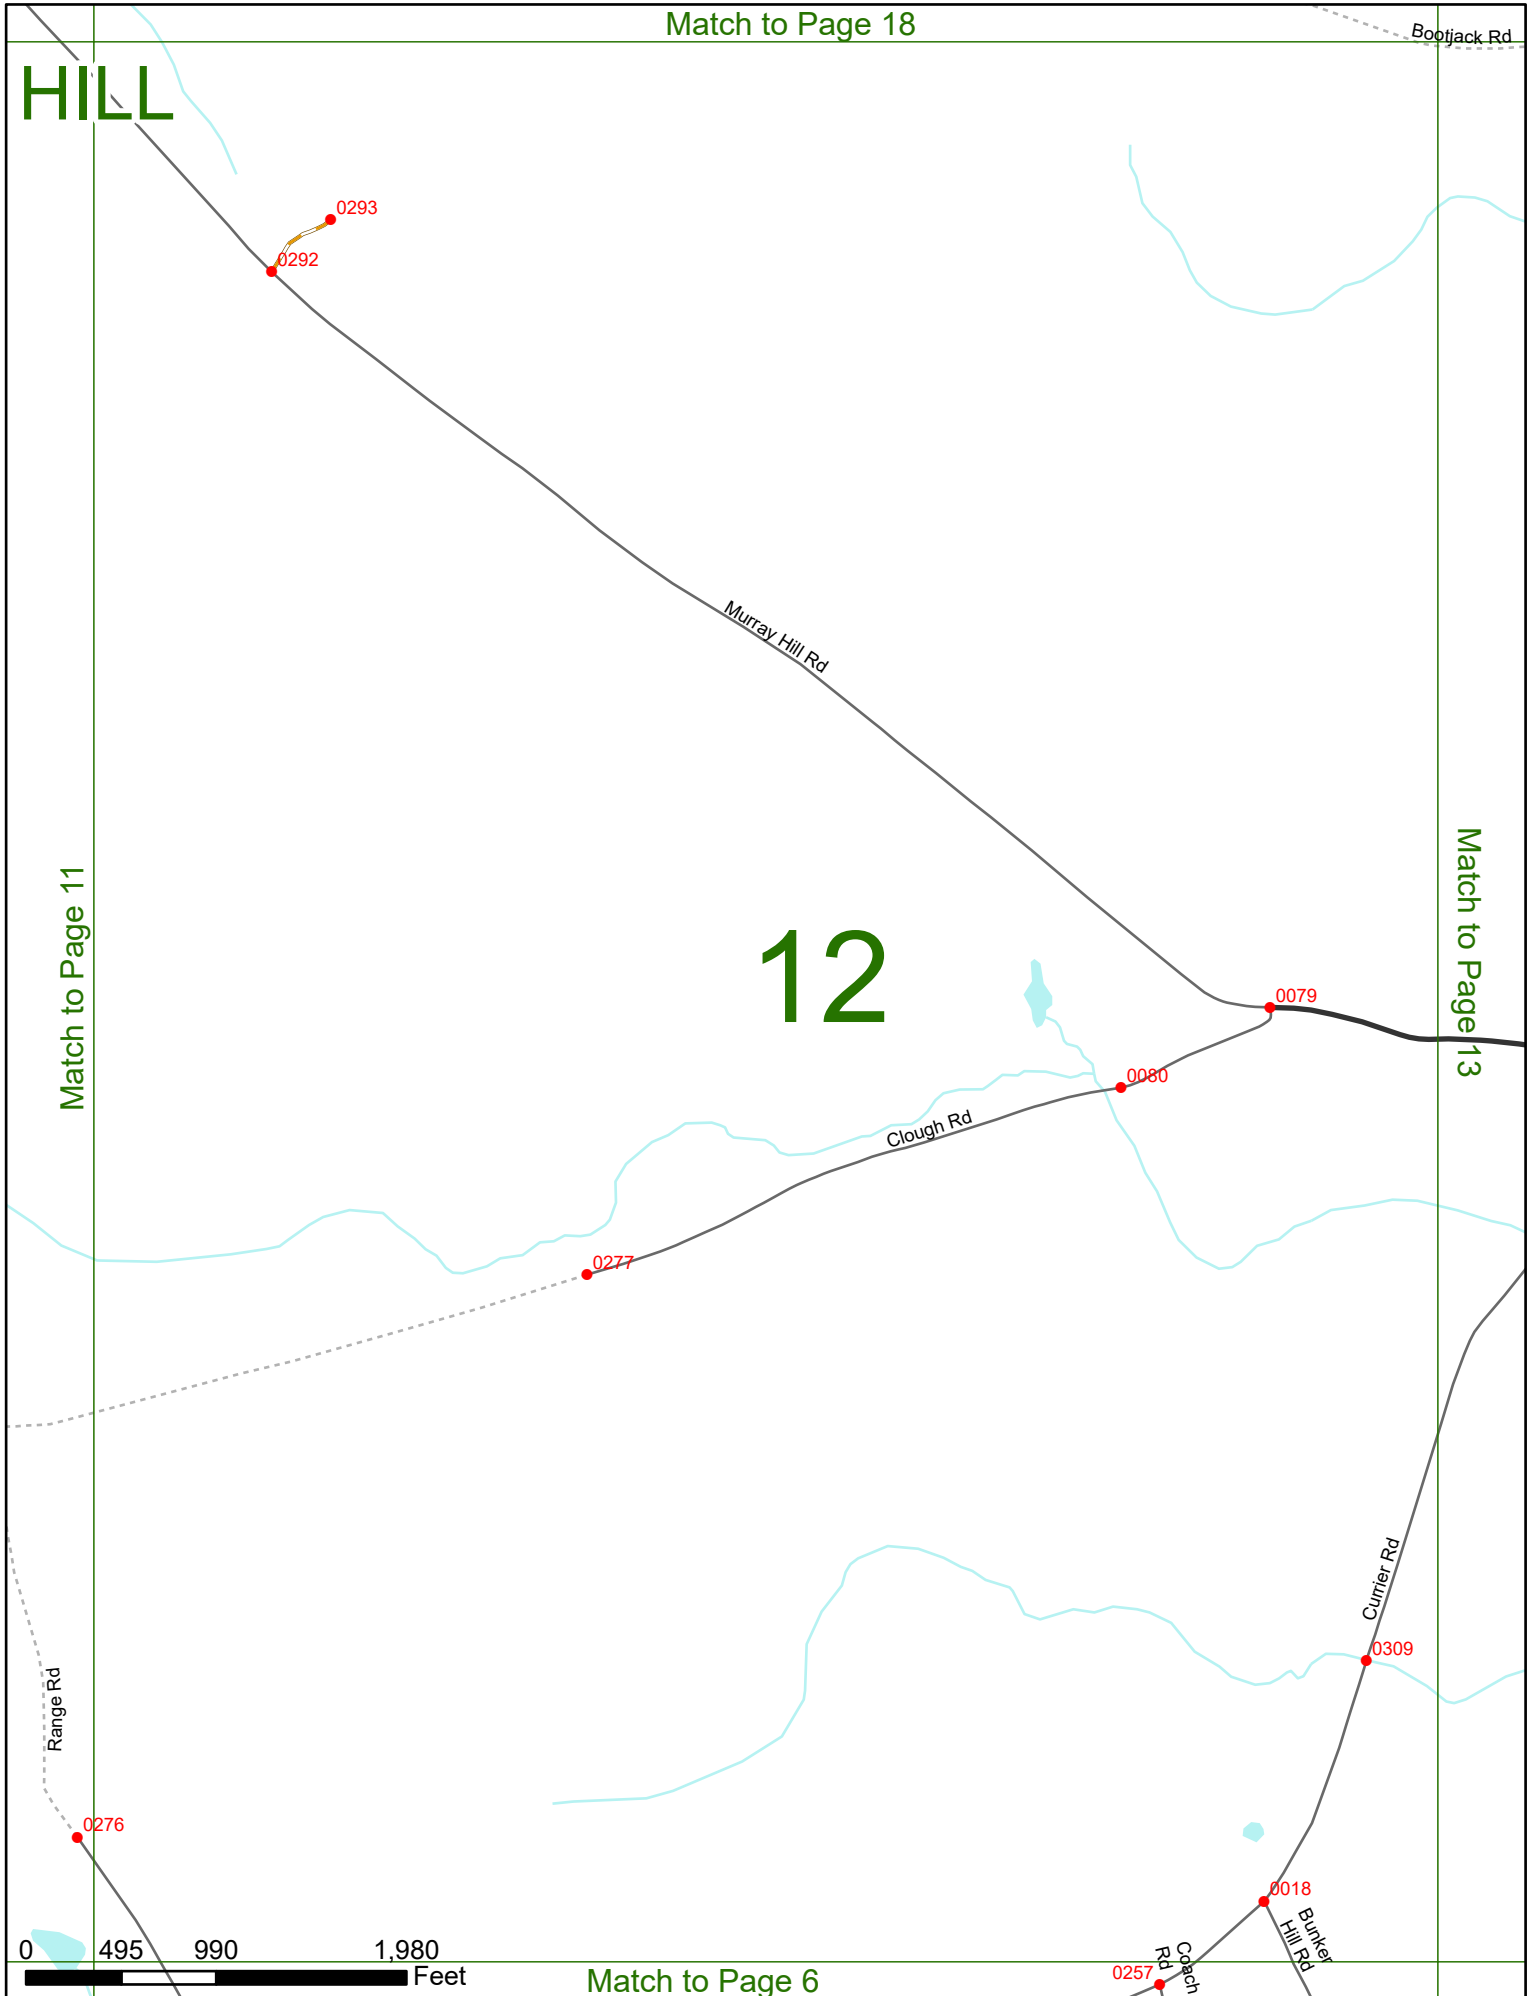 Match to Page 18
Bootjack Rd
HILL
0293
0292
Murray Hill Rd
Match to Page 11
12
Match to Page 13
0079
0080
Clough Rd
0277
Currier Rd
0309
Range Rd
0276
0018
Bunker
Hill Rd
Coach
Rd
0257
0 495 990 1,980
Feet
Match to Page 6